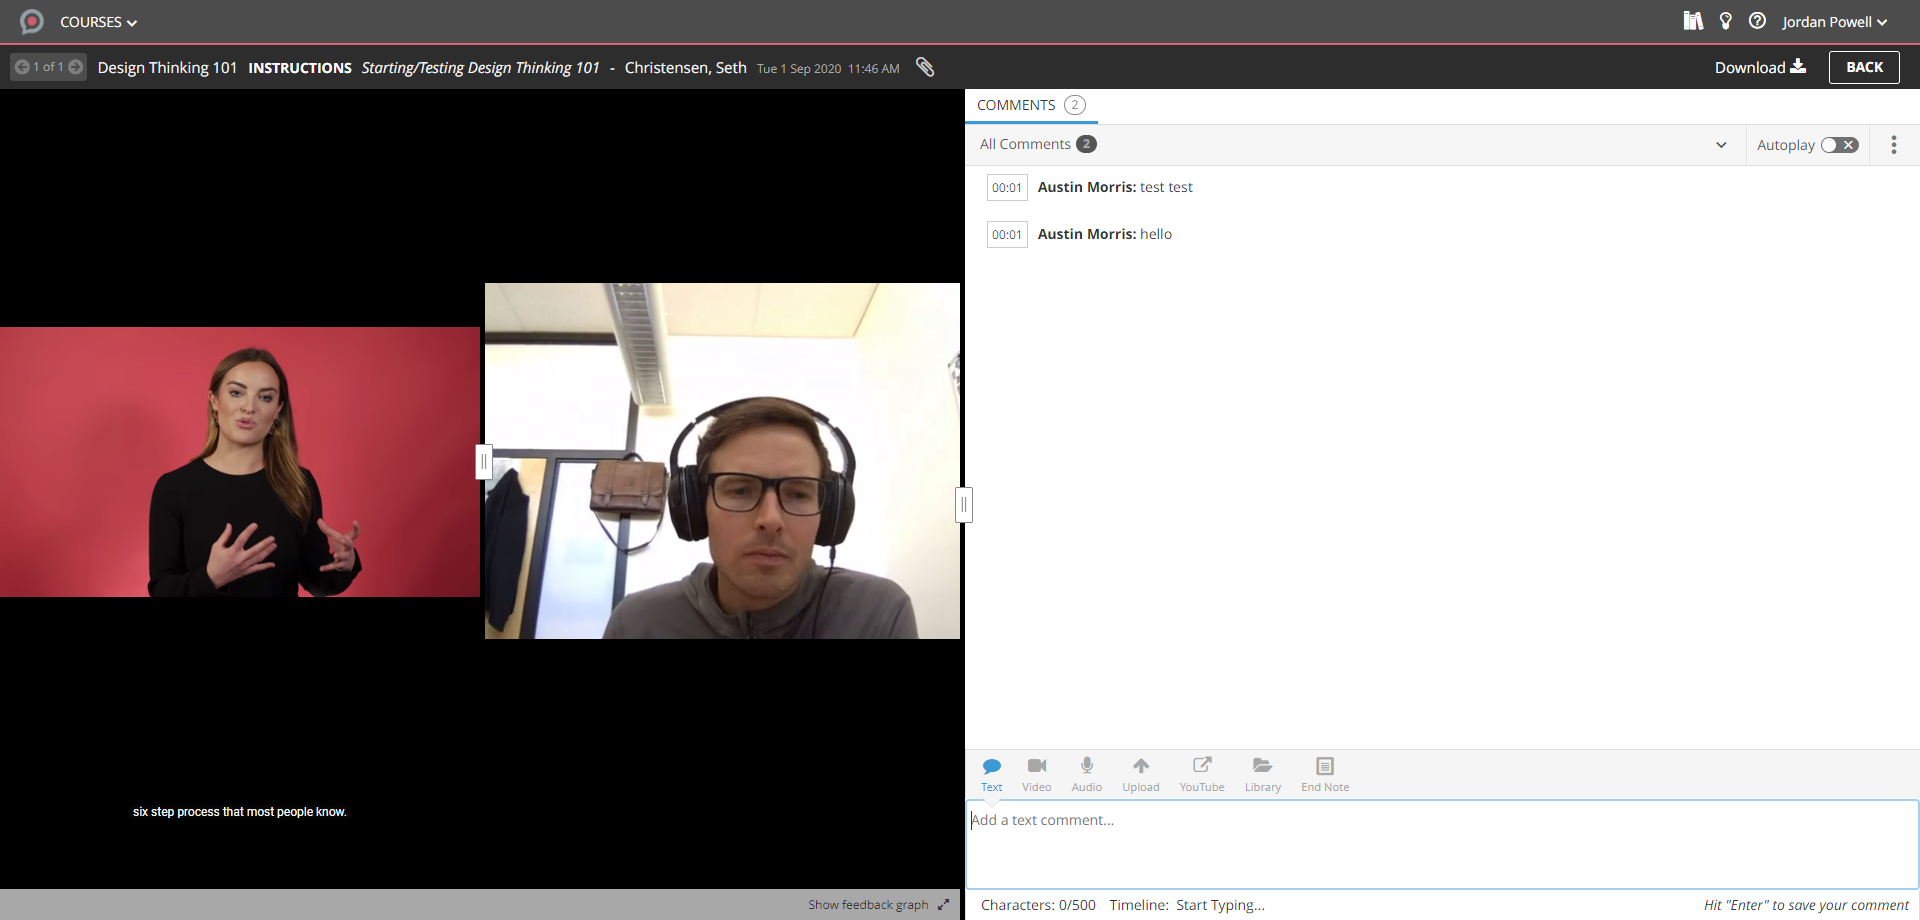 COURSES
Jordan Powell
1 of 1 Design Thinking 101 INSTRUCTIONS Starting/Testing Design Thinking 101 - Christensen, Seth Tue 1 Sep 2020 11:46 AM
Download BACK
COMMENTS 2
All Comments 2
Autoplay
00:01 Austin Morris: test test
00:01 Austin Morris: hello
six step process that most people know.
Show feedback graph
Text Video Audio Upload YouTube Library End Note
Add a text comment...
Characters: 0/500 Timeline: Start Typing...
Hit "Enter" to save your comment